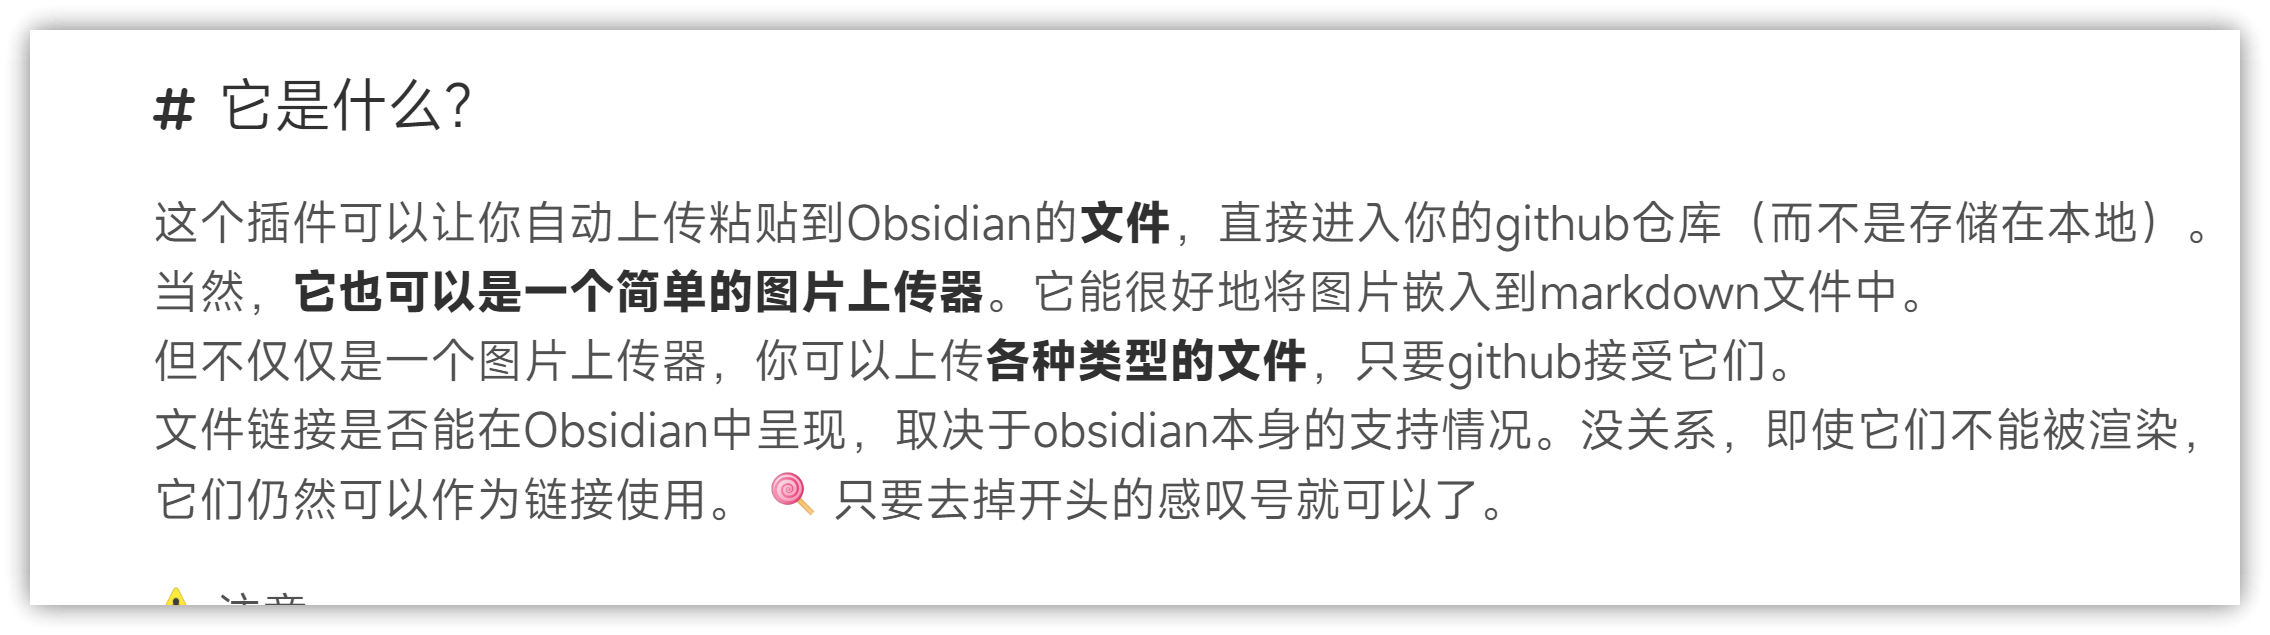 # 它是什么？
这个插件可以让你自动上传粘贴到Obsidian的文件，直接进入你的github仓库（而不是存储在本地）。
当然，它也可以是一个简单的图片上传器。它能很好地将图片嵌入到markdown文件中。
但不仅仅是一个图片上传器，你可以上传各种类型的文件，只要github接受它们。
文件链接是否能在Obsidian中呈现，取决于obsidian本身的支持情况。没关系，即使它们不能被渲染，
它们仍然可以作为链接使用。 🍭 只要去掉开头的感叹号就可以了。
⚠️ 注意